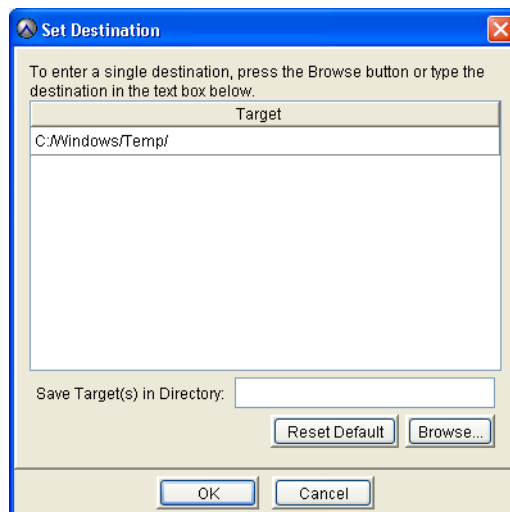 Set Destination
To enter a single destination, press the Browse button or type the
destination in the text box below.
Target
C:/Windows/Temp/
Save Target(s) in Directory:
Reset Default Browse...
OK Cancel